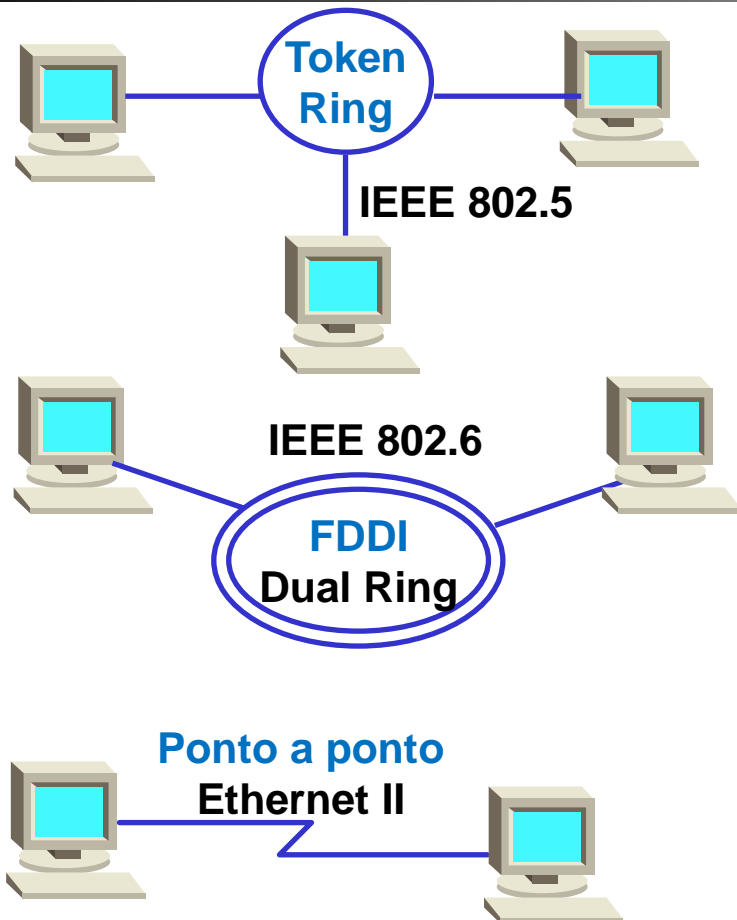 Token
Ring
IEEE 802.5
IEEE 802.6
FDDI
Dual Ring
Ponto a ponto
Ethernet II